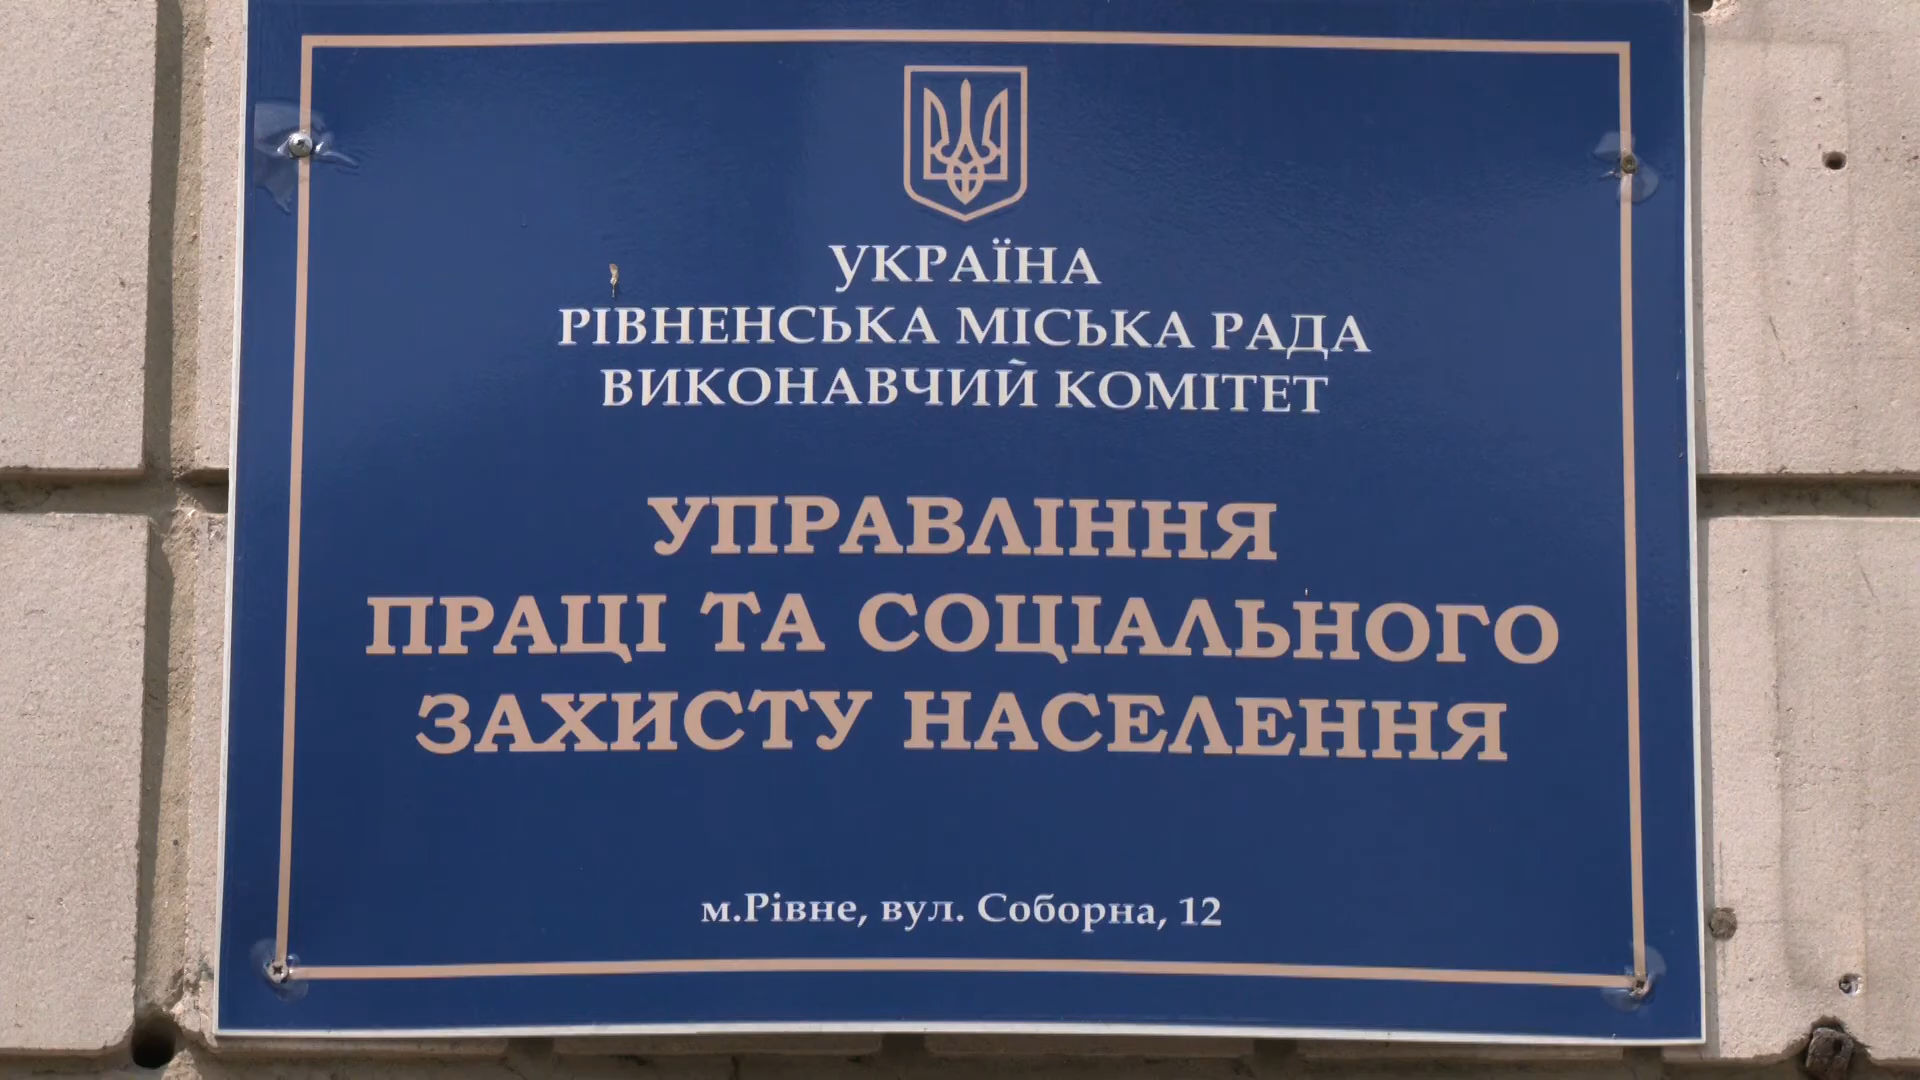 УКРАЇНА
РІВНЕНСЬКА МІСЬКА РАДА
ВИКОНАВЧИЙ КОМІТЕТ
УПРАВЛІННЯ
ПРАЦІ ТА СОЦІАЛЬНОГО
ЗАХИСТУ НАСЕЛЕННЯ
м.Рівне, вул. Соборна, 12